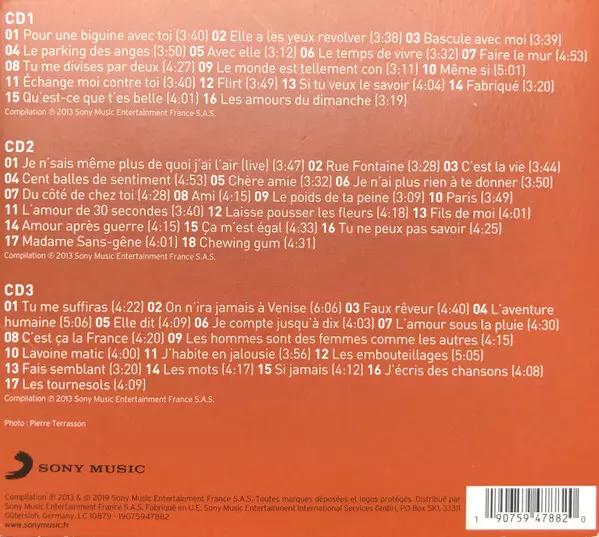 CD1
01 Pour une biguine avec toi (3:40) 02 Elle a les yeux revolver (3:38) 03 Bascule avec moi (3:39)
04 Le parking des anges (3:50) 05 Avec elle (3:12) 06 Le temps de vivre (3:32) 07 Faire le mur (4:53)
08 Tu me divises par deux (4:27) 09 Le monde est tellement con (3:11) 10 Même si (5:01)
11 Échange moi contre toi (3:40) 12 Flirt (3:49) 13 Si tu veux le savoir (4:04) 14 Fabriqué (3:20)
15 Qu'est-ce que t'es belle (4:01) 16 Les amours du dimanche (3:19)
Compilation ℗ 2013 Sony Music Entertainment France S.A.S.
CD2
01 Je n'sais même plus de quoi j'ai l'air (live) (3:47) 02 Rue Fontaine (3:28) 03 C'est la vie (3:44)
04 Cent balles de sentiment (4:53) 05 Chère amie (3:32) 06 Je n'ai plus rien à te donner (3:50)
07 Du côté de chez toi (4:28) 08 Ami (4:15) 09 Le poids de ta peine (3:09) 10 Paris (3:49)
11 L'amour de 30 secondes (3:40) 12 Laisse pousser les fleurs (4:18) 13 Fils de moi (4:01)
14 Amour après guerre (4:15) 15 Ça m'est égal (4:33) 16 Tu ne peux pas savoir (4:25)
17 Madame Sans-gêne (4:01) 18 Chewing gum (4:31)
Compilation ℗ 2013 Sony Music Entertainment France S.A.S.
CD3
01 Tu me suffiras (4:22) 02 On n'ira jamais à Venise (6:06) 03 Faux rêveur (4:40) 04 L'aventure
humaine (5:06) 05 Elle dit (4:09) 06 Je compte jusqu'à dix (4:03) 07 L'amour sous la pluie (4:30)
08 C'est ça la France (4:20) 09 Les hommes sont des femmes comme les autres (4:15)
10 Lavoine matic (4:00) 11 J'habite en jalousie (3:56) 12 Les embouteillages (5:05)
13 Fais semblant (3:20) 14 Les mots (4:17) 15 Si jamais (4:12) 16 J'écris des chansons (4:08)
17 Les tournesols (4:09)
Compilation ℗ 2013 Sony Music Entertainment France S.A.S.
Photo : Pierre Terrasson
SONY MUSIC
Compilation ℗ 2013 & © 2019 Sony Music Entertainment France S.A.S. Toutes marques déposées et logos protégés. Distribué par
Sony Music Entertainment France S.A.S. Fabriqué en U.E. Sony Music Entertainment International Services GmbH, PO Box 510, 33311
Gütersloh, Germany. LC 10879 - 19075947882
www.sonymusic.fr
1 90759 47882 0